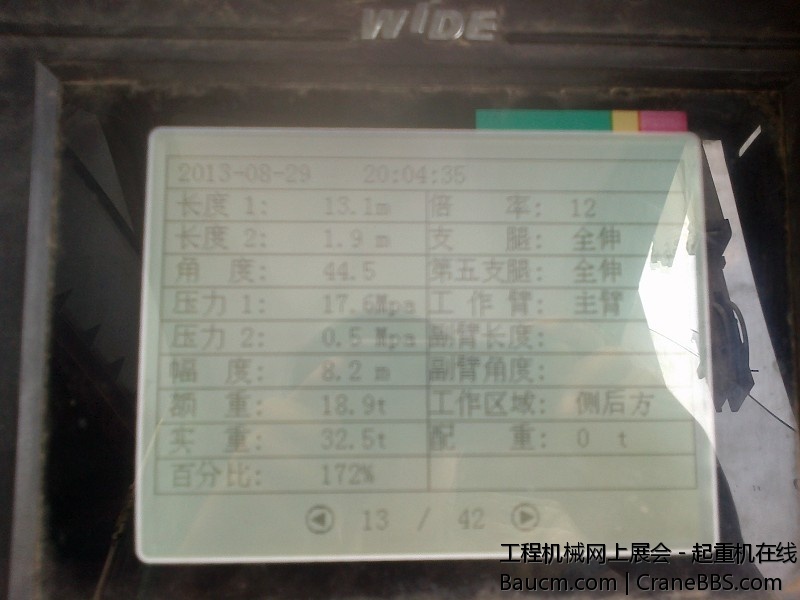 WIDE
2013-08-29 20:04:35
长度 1: 13.1m 倍 率: 12
长度 2: 1.9 m 支 腿: 全伸
角 度: 44.5 第五支腿: 全伸
压力 1: 17.6Mpa 工 作 臂: 主臂
压力 2: 0.5 Mpa 副臂长度:
幅 度: 8.2 m 副臂角度:
额 重: 18.9t 工作区域: 侧后方
实 重: 32.5t 配 重: 0 t
百分比: 172%
13 / 42
工程机械网上展会 - 起重机在线
Baucm.com | CraneBBS.com